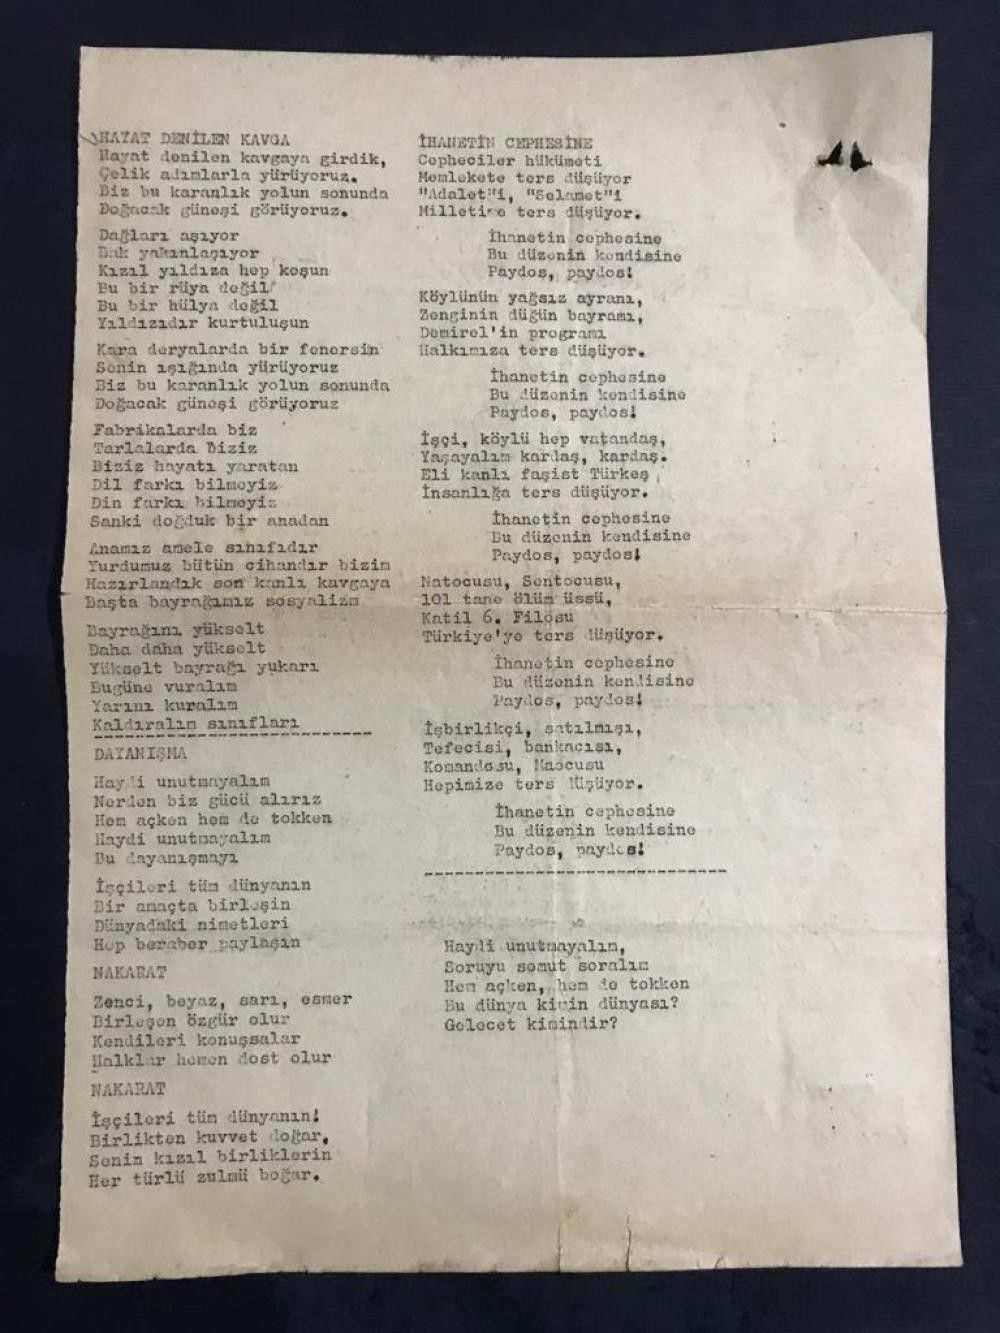 HAYAT DENİLEN KAVGA
Hayat denilen kavgaya girdik,
Çelik adımlarla yürüyoruz.
Biz bu karanlık yolun sonunda
Doğacak güneşi görüyoruz.
Dağları aşıyor
Bak yakınlaşıyor
Kızıl yıldıza hep koşun
Bu bir rüya değil
Bu bir hülya değil
Yıldızıdır kurtuluşun
Kara deryalarda bir fenersin
Senin ışığında yürüyoruz
Biz bu karanlık yolun sonunda
Doğacak güneşi görüyoruz
Fabrikalarda biz
Tarlalarda Biziz
Biziz hayatı yaratan
Dil farkı bilmeyiz
Din farkı bilmeyiz
Sanki doğduk bir anadan
Anamız amele sınıfıdır
Yurdumuz bütün cihandır bizim
Hazırlandık son kanlı kavgaya
Başta bayrağımız sosyalizm
Bayrağını yükselt
Daha daha yükselt
Yükselt bayrağı yukarı
Bugüne vuralım
Yarını kuralım
Kaldıralım sınıfları
DAYANIŞMA
Haydi unutmayalım
Nerden biz gücü alırız
Hem açken hem de tokken
Haydi unutmayalım
Bu dayanışmayı
İşçileri tüm dünyanın
Bir amaçta birleşin
Dünyadaki nimetleri
Hep beraber paylaşın
NAKARAT
Zenci, beyaz, sarı, esmer
Birleşen özgür olur
Kendileri konuşsalar
Halklar hemen dost olur
NAKARAT
İşçileri tüm dünyanın!
Birlikten kuvvet doğar,
Senin kızıl birliklerin
Her türlü zulmü boğar.
İHANETİN CEPHESİNE
Cepheciler hükümeti
Memlekete ters düşüyor
"Adalet"i, "Selamet"i
Milletime ters düşüyor.
İhanetin cephesine
Bu düzenin kendisine
Paydos, paydos!
Köylünün yağsız ayranı,
Zenginin düğün bayramı,
Demirel'in programı
Halkımıza ters düşüyor.
İhanetin cephesine
Bu düzenin kendisine
Paydos, paydos!
İşçi, köylü hep vatandaş,
Yaşayalım kardaş, kardaş.
Eli kanlı faşist Türkeş,
İnsanlığa ters düşüyor.
İhanetin cephesine
Bu düzenin kendisine
Paydos, paydos!
Natocusu, Sentocusu,
101 tane ölüm üssü,
Katil 6. Filosu
Türkiye'ye ters düşüyor.
İhanetin cephesine
Bu düzenin kendisine
Paydos, paydos!
İşbirlikçi, satılmışı,
Tefecisi, bankacısı,
Komandosu, Maocusu
Hepimize ters düşüyor.
İhanetin cephesine
Bu düzenin kendisine
Paydos, paydos!
Haydi unutmayalım,
Soruyu somut soralım
Hem açken, hem de tokken
Bu dünya kimin dünyası?
Gelecet kimindir?